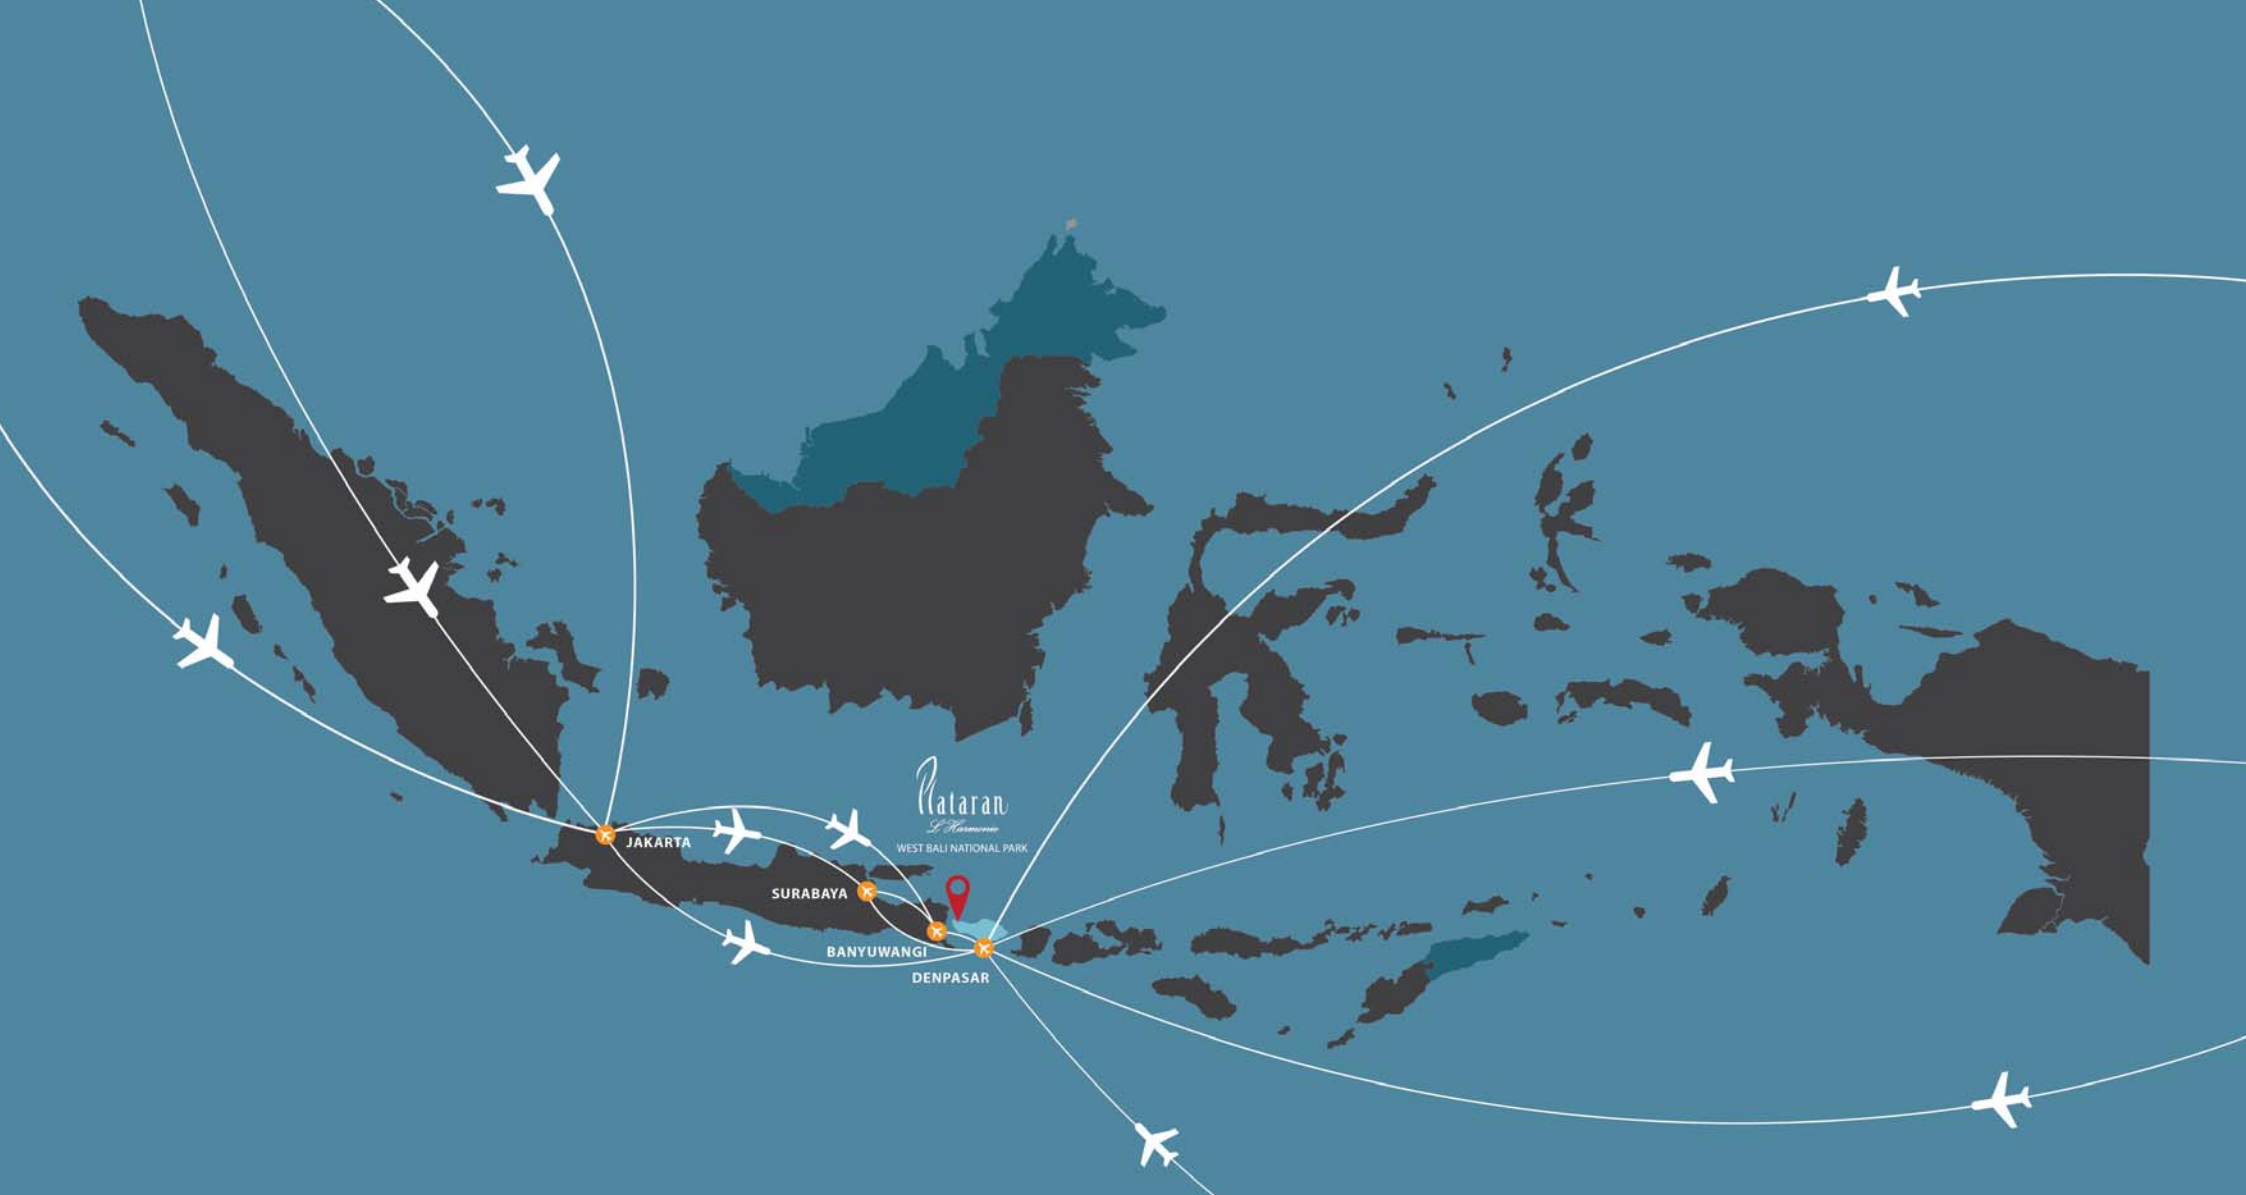 Plataran
L'Harmonie
WEST BALI NATIONAL PARK
JAKARTA
SURABAYA
BANYUWANGI
DENPASAR